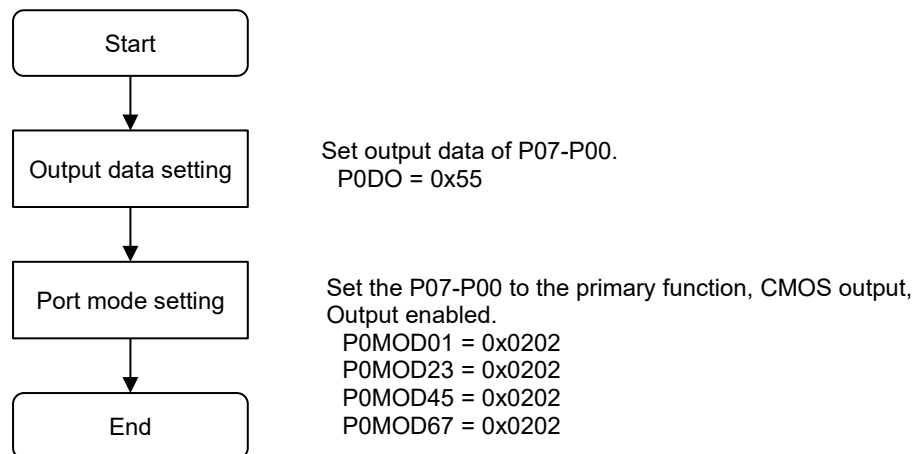 Start
Output data setting
Set output data of P07-P00.
P0DO = 0x55
Port mode setting
Set the P07-P00 to the primary function, CMOS output,
Output enabled.
P0MOD01 = 0x0202
P0MOD23 = 0x0202
P0MOD45 = 0x0202
P0MOD67 = 0x0202
End